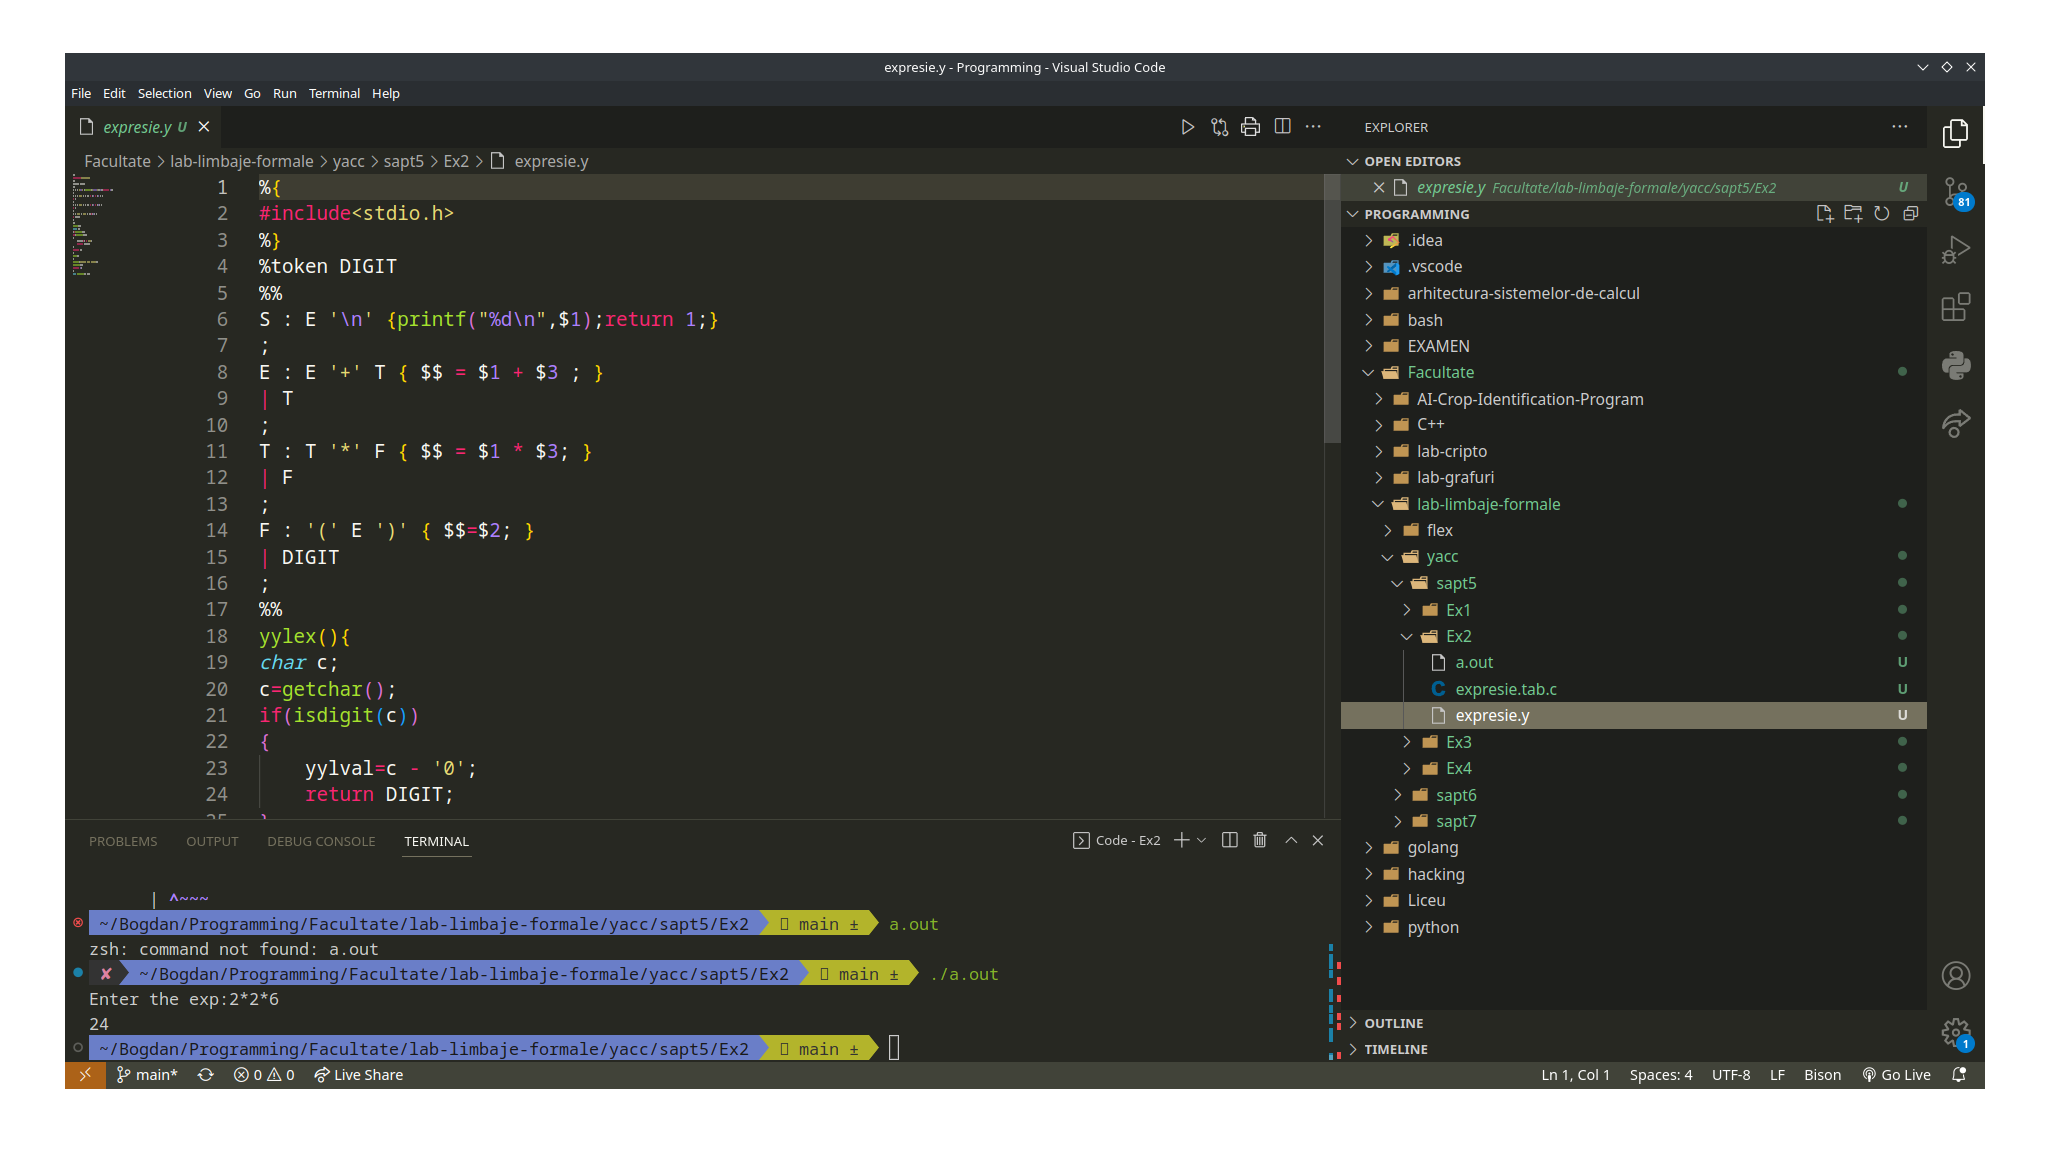 expresie.y - Programming - Visual Studio Code
File Edit Selection View Go Run Terminal Help
expresie.y U
Facultate > lab-limbaje-formale > yacc > sapt5 > Ex2 > expresie.y
1 %{
2 #include<stdio.h>
3 %}
4 %token DIGIT
5 %%
6 S : E '\n' {printf("%d\n",$1);return 1;}
7 ;
8 E : E '+' T { $$ = $1 + $3 ; }
9 | T
10 ;
11 T : T '*' F { $$ = $1 * $3; }
12 | F
13 ;
14 F : '(' E ')' { $$=$2; }
15 | DIGIT
16 ;
17 %%
18 yylex(){
19 char c;
20 c=getchar();
21 if(isdigit(c))
22 {
23 yylval=c - '0';
24 return DIGIT;
25 }
PROBLEMS OUTPUT DEBUG CONSOLE TERMINAL
Code - Ex2
| ^~~~
~/Bogdan/Programming/Facultate/lab-limbaje-formale/yacc/sapt5/Ex2 main ± a.out
zsh: command not found: a.out
✘ ~/Bogdan/Programming/Facultate/lab-limbaje-formale/yacc/sapt5/Ex2 main ± ./a.out
Enter the exp:2*2*6
24
~/Bogdan/Programming/Facultate/lab-limbaje-formale/yacc/sapt5/Ex2 main ±
EXPLORER
OPEN EDITORS
expresie.y Facultate/lab-limbaje-formale/yacc/sapt5/Ex2 U
PROGRAMMING
.idea
.vscode
arhitectura-sistemelor-de-calcul
bash
EXAMEN
Facultate
AI-Crop-Identification-Program
C++
lab-cripto
lab-grafuri
lab-limbaje-formale
flex
yacc
sapt5
Ex1
Ex2
a.out U
expresie.tab.c U
expresie.y U
Ex3
Ex4
sapt6
sapt7
golang
hacking
Liceu
python
OUTLINE
TIMELINE
81
1
main* 0 0 Live Share
Ln 1, Col 1 Spaces: 4 UTF-8 LF Bison Go Live